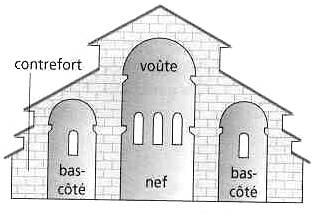 contrefort
voûte
bas-
côté
nef
bas-
côté